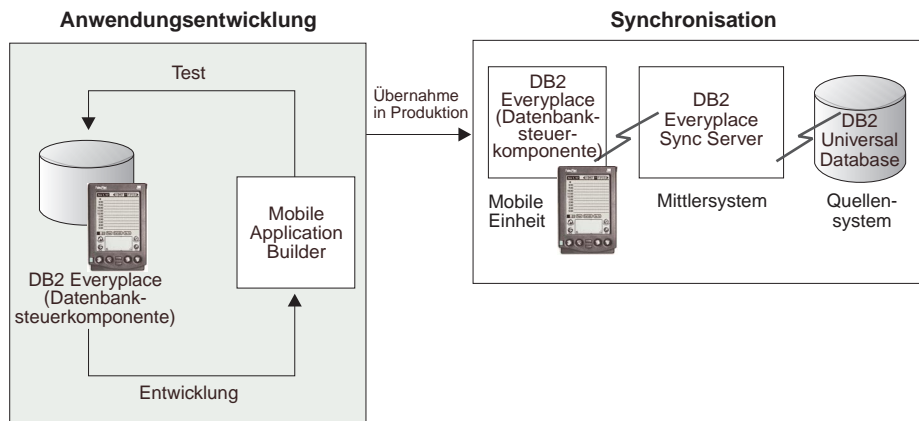 Anwendungsentwicklung
Test
DB2 Everyplace
(Datenbank-
steuerkomponente)
Mobile
Application
Builder
Entwicklung
Übernahme
in Produktion
Synchronisation
DB2
Everyplace
(Datenbank-
steuer-
komponente)
Mobile
Einheit
DB2
Everyplace
Sync Server
Mittlersystem
DB2
Universal
Database
Quellen-
system